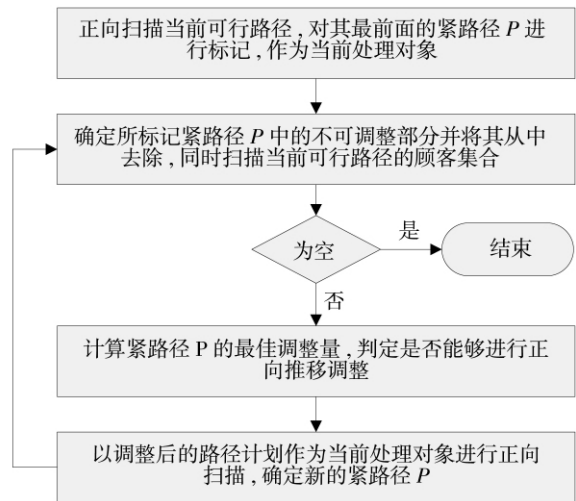 正向扫描当前可行路径,对其最前面的紧路径 P 进
行标记,作为当前处理对象
确定所标记紧路径 P 中的不可调整部分并将其从中
去除,同时扫描当前可行路径的顾客集合
为空
是
结束
否
计算紧路径 P 的最佳调整量,判定是否能够进行正
向推移调整
以调整后的路径计划作为当前处理对象进行正向
扫描,确定新的紧路径 P